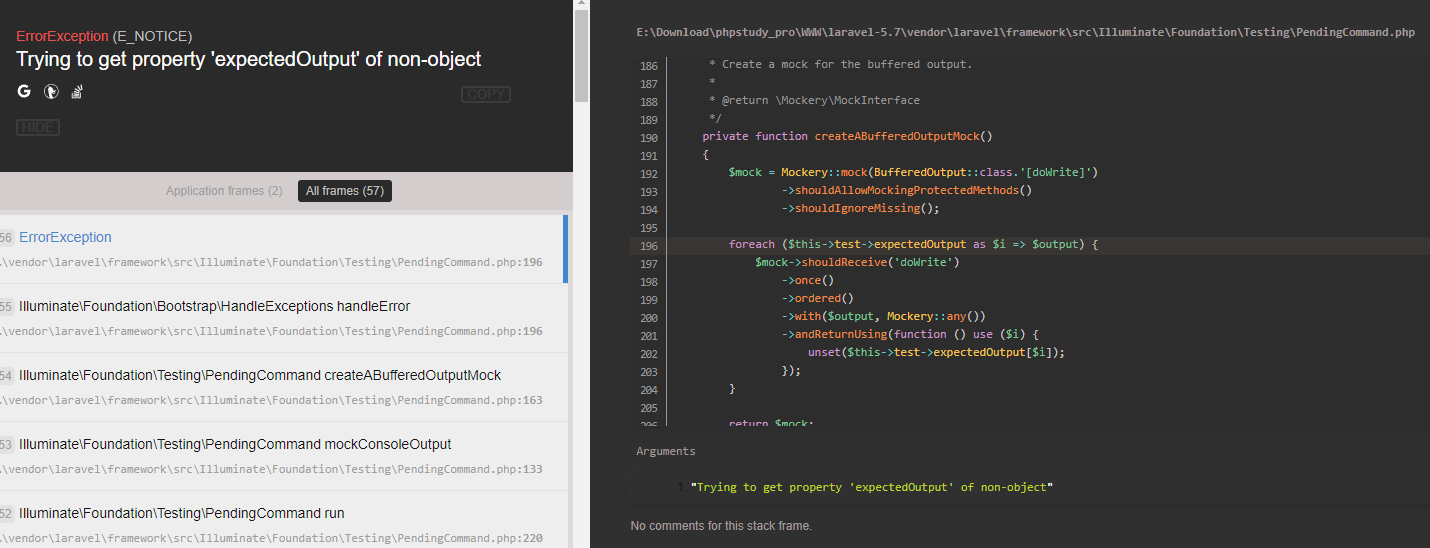 ErrorException (E_NOTICE)
Trying to get property 'expectedOutput' of non-object
COPY
HIDE
Application frames (2) All frames (57)
56 ErrorException
.\vendor\laravel\framework\src\Illuminate\Foundation\Testing\PendingCommand.php:196
55 Illuminate\Foundation\Bootstrap\HandleExceptions handleError
.\vendor\laravel\framework\src\Illuminate\Foundation\Testing\PendingCommand.php:196
54 Illuminate\Foundation\Testing\PendingCommand createABufferedOutputMock
.\vendor\laravel\framework\src\Illuminate\Foundation\Testing\PendingCommand.php:163
53 Illuminate\Foundation\Testing\PendingCommand mockConsoleOutput
.\vendor\laravel\framework\src\Illuminate\Foundation\Testing\PendingCommand.php:133
52 Illuminate\Foundation\Testing\PendingCommand run
.\vendor\laravel\framework\src\Illuminate\Foundation\Testing\PendingCommand.php:220
E:\Download\phpstudy_pro\WWW\laravel-5.7\vendor\laravel\framework\src\Illuminate\Foundation\Testing\PendingCommand.php
186 * Create a mock for the buffered output.
187 *
188 * @return \Mockery\MockInterface
189 */
190 private function createABufferedOutputMock()
191 {
192 $mock = Mockery::mock(BufferedOutput::class.'[doWrite]')
193 ->shouldAllowMockingProtectedMethods()
194 ->shouldIgnoreMissing();
195
196 foreach ($this->test->expectedOutput as $i => $output) {
197 $mock->shouldReceive('doWrite')
198 ->once()
199 ->ordered()
200 ->with($output, Mockery::any())
201 ->andReturnUsing(function () use ($i) {
202 unset($this->test->expectedOutput[$i]);
203 });
204 }
205
206 return $mock;
Arguments
1. "Trying to get property 'expectedOutput' of non-object"
No comments for this stack frame.